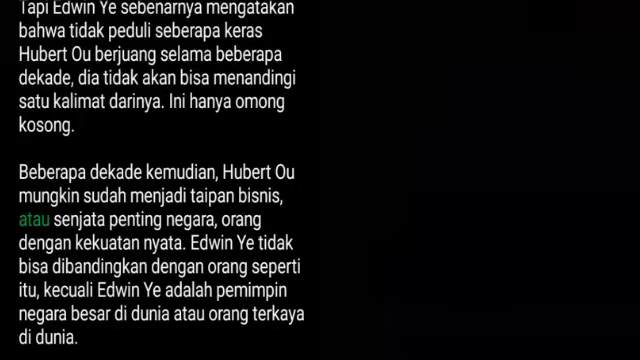 Tapi Edwin Ye sebenarnya mengatakan
bahwa tidak peduli seberapa keras
Hubert Ou berjuang selama beberapa
dekade, dia tidak akan bisa menandingi
satu kalimat darinya. Ini hanya omong
kosong.
Beberapa dekade kemudian, Hubert Ou
mungkin sudah menjadi taipan bisnis,
atau senjata penting negara, orang
dengan kekuatan nyata. Edwin Ye tidak
bisa dibandingkan dengan orang seperti
itu, kecuali Edwin Ye adalah pemimpin
negara besar di dunia atau orang terkaya
di dunia.